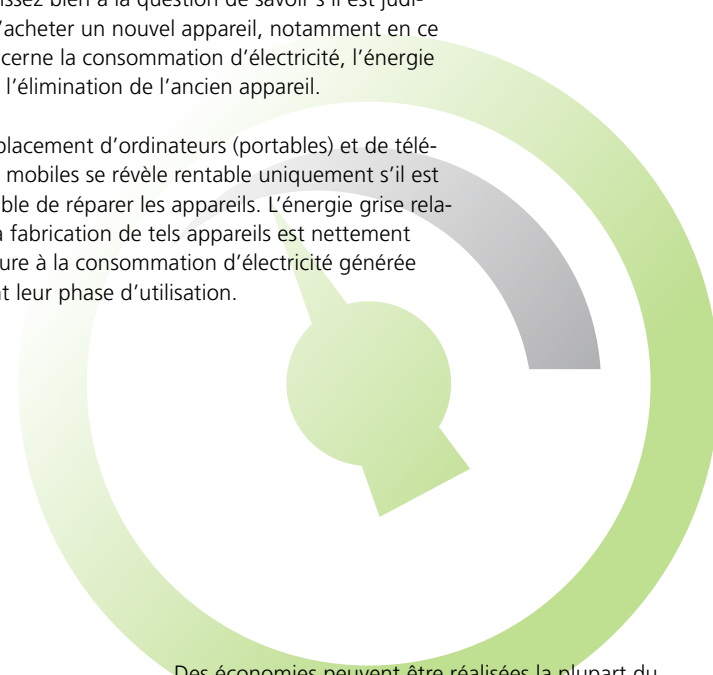 issez bien à la question de savoir s'il est judi-
'acheter un nouvel appareil, notamment en ce
cerne la consommation d'électricité, l'énergie
l'élimination de l'ancien appareil.
placement d'ordinateurs (portables) et de télé-
mobiles se révèle rentable uniquement s'il est
ble de réparer les appareils. L'énergie grise rela-
a fabrication de tels appareils est nettement
ure à la consommation d'électricité générée
t leur phase d'utilisation.
Des économies peuvent être réalisées la plupart du